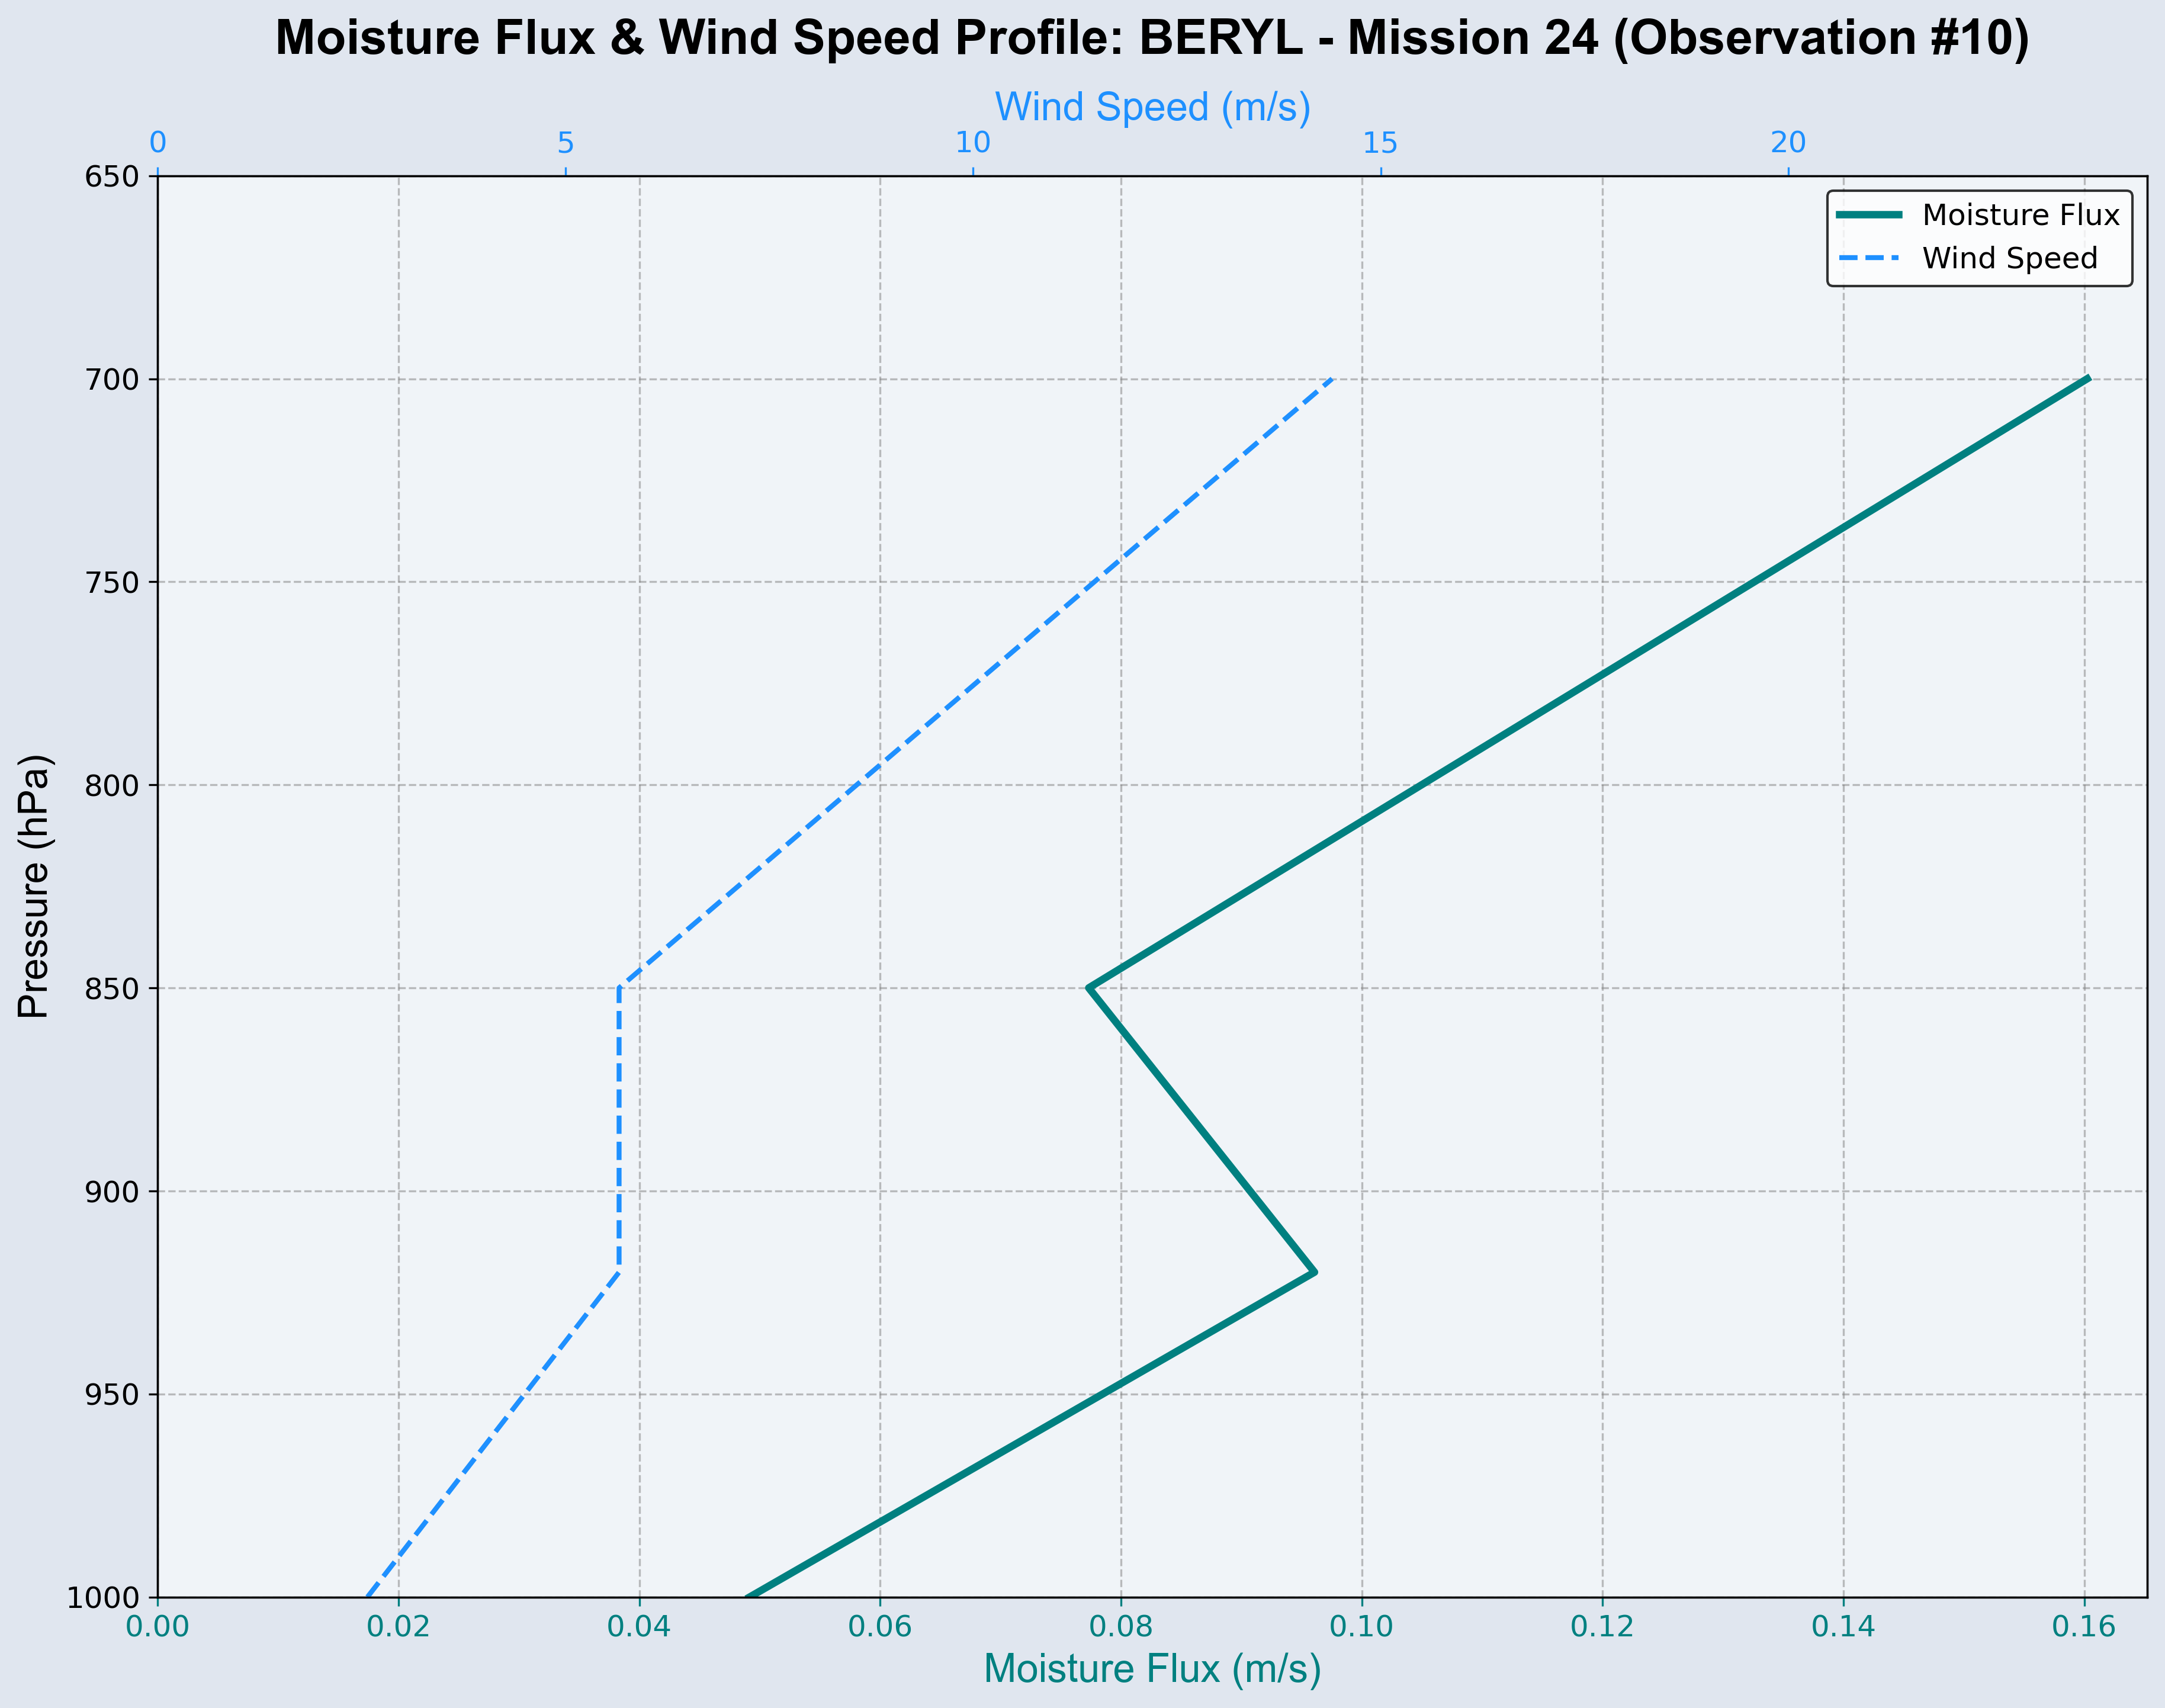 Moisture Flux & Wind Speed Profile: BERYL - Mission 24 (Observation #10)
Wind Speed (m/s)
0 5 10 15 20
Moisture Flux
Wind Speed
Pressure (hPa)
650
700
750
800
850
900
950
1000
0.00 0.02 0.04 0.06 0.08 0.10 0.12 0.14 0.16
Moisture Flux (m/s)